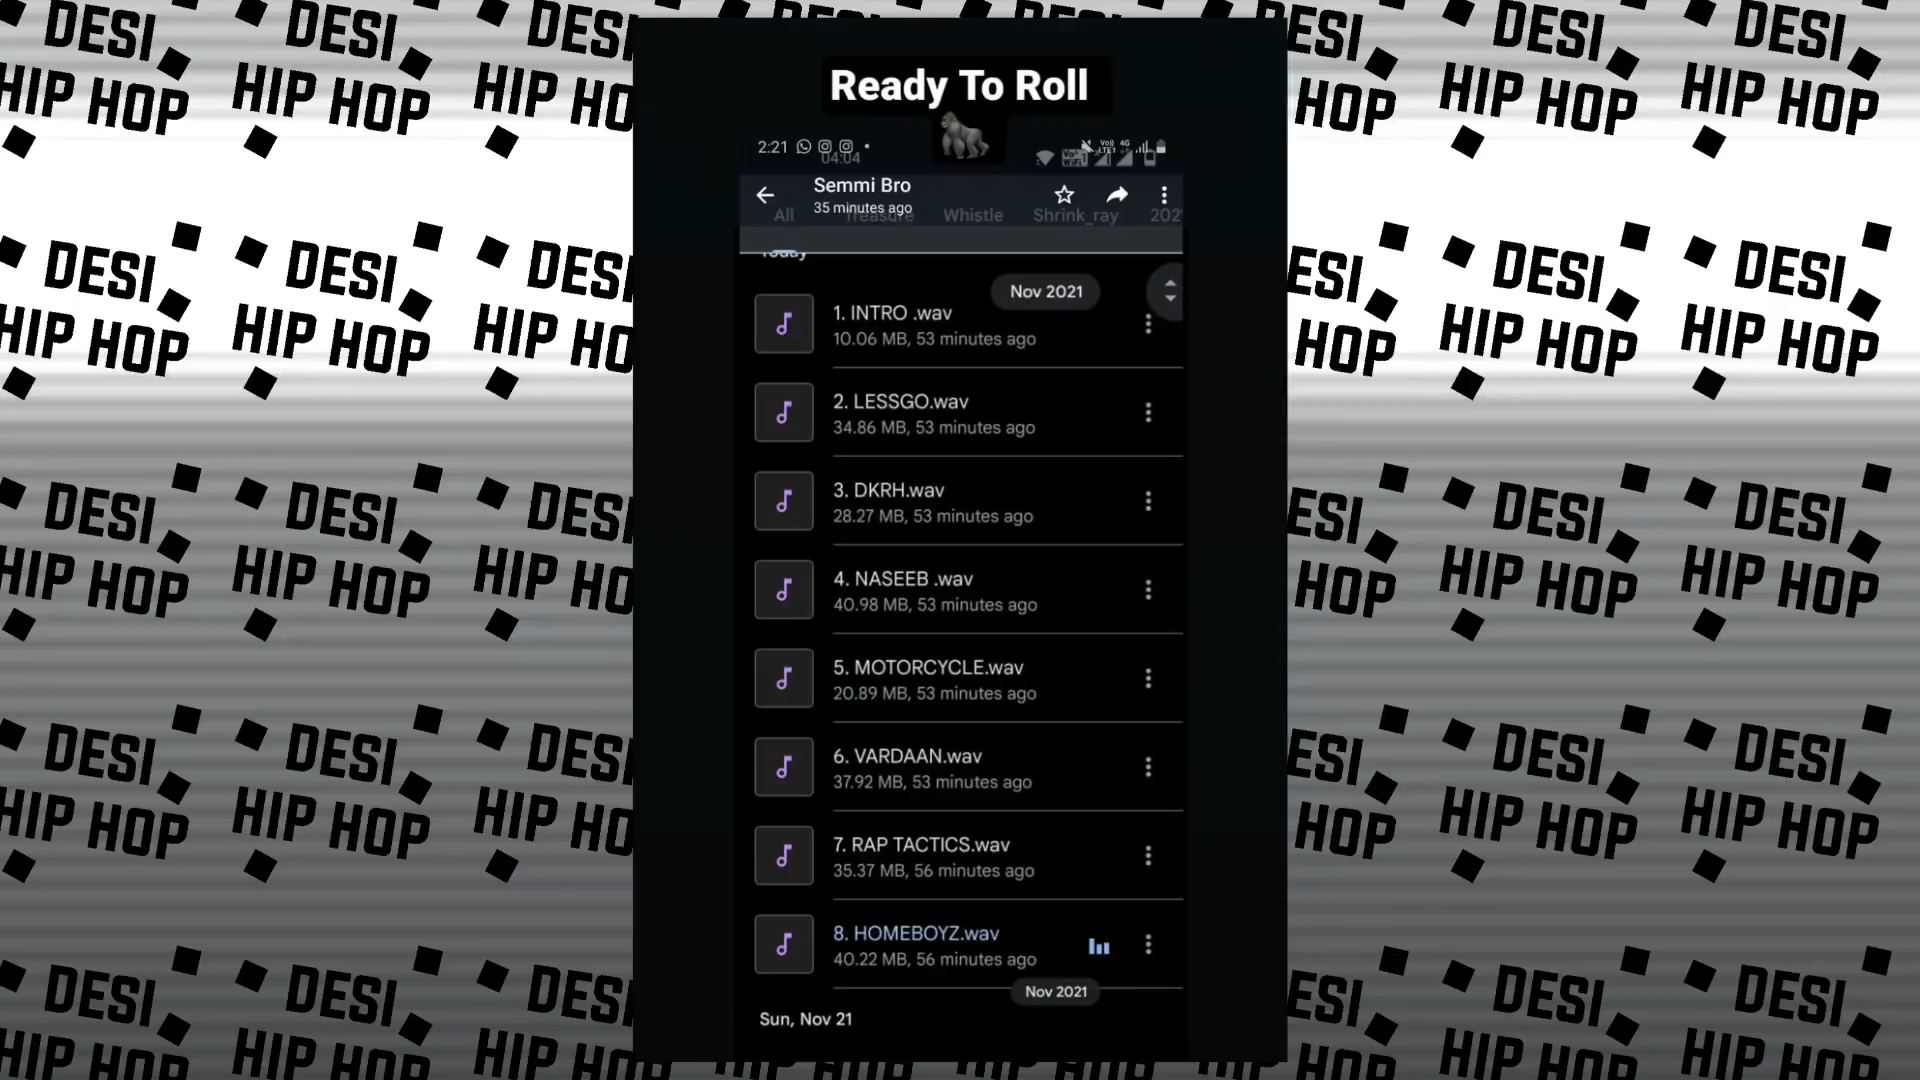 Ready To Roll
2:21
04:04
Semmi Bro
35 minutes ago
All Treasure Whistle Shrink_ray 202
Today
Nov 2021
1. INTRO .wav
10.06 MB, 53 minutes ago
2. LESSGO.wav
34.86 MB, 53 minutes ago
3. DKRH.wav
28.27 MB, 53 minutes ago
4. NASEEB .wav
40.98 MB, 53 minutes ago
5. MOTORCYCLE.wav
20.89 MB, 53 minutes ago
6. VARDAAN.wav
37.92 MB, 53 minutes ago
7. RAP TACTICS.wav
35.37 MB, 56 minutes ago
8. HOMEBOYZ.wav
40.22 MB, 56 minutes ago
Nov 2021
Sun, Nov 21
DESI
HIP HOP